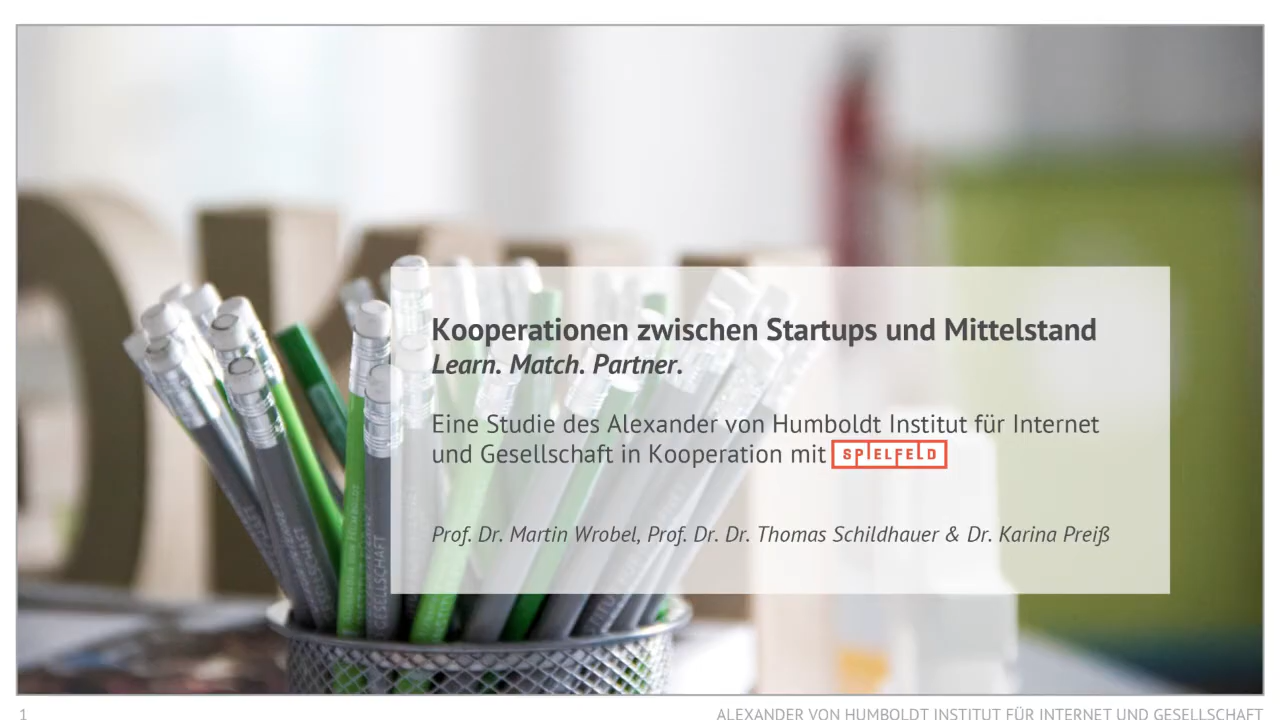 Kooperationen zwischen Startups und Mittelstand
Learn. Match. Partner.
Eine Studie des Alexander von Humboldt Institut für Internet
und Gesellschaft in Kooperation mit SPIELFELD
Prof. Dr. Martin Wrobel, Prof. Dr. Dr. Thomas Schildhauer & Dr. Karina Preiß
GESELLSCHAFT
1
ALEXANDER VON HUMBOLDT INSTITUT FÜR INTERNET UND GESELLSCHAFT